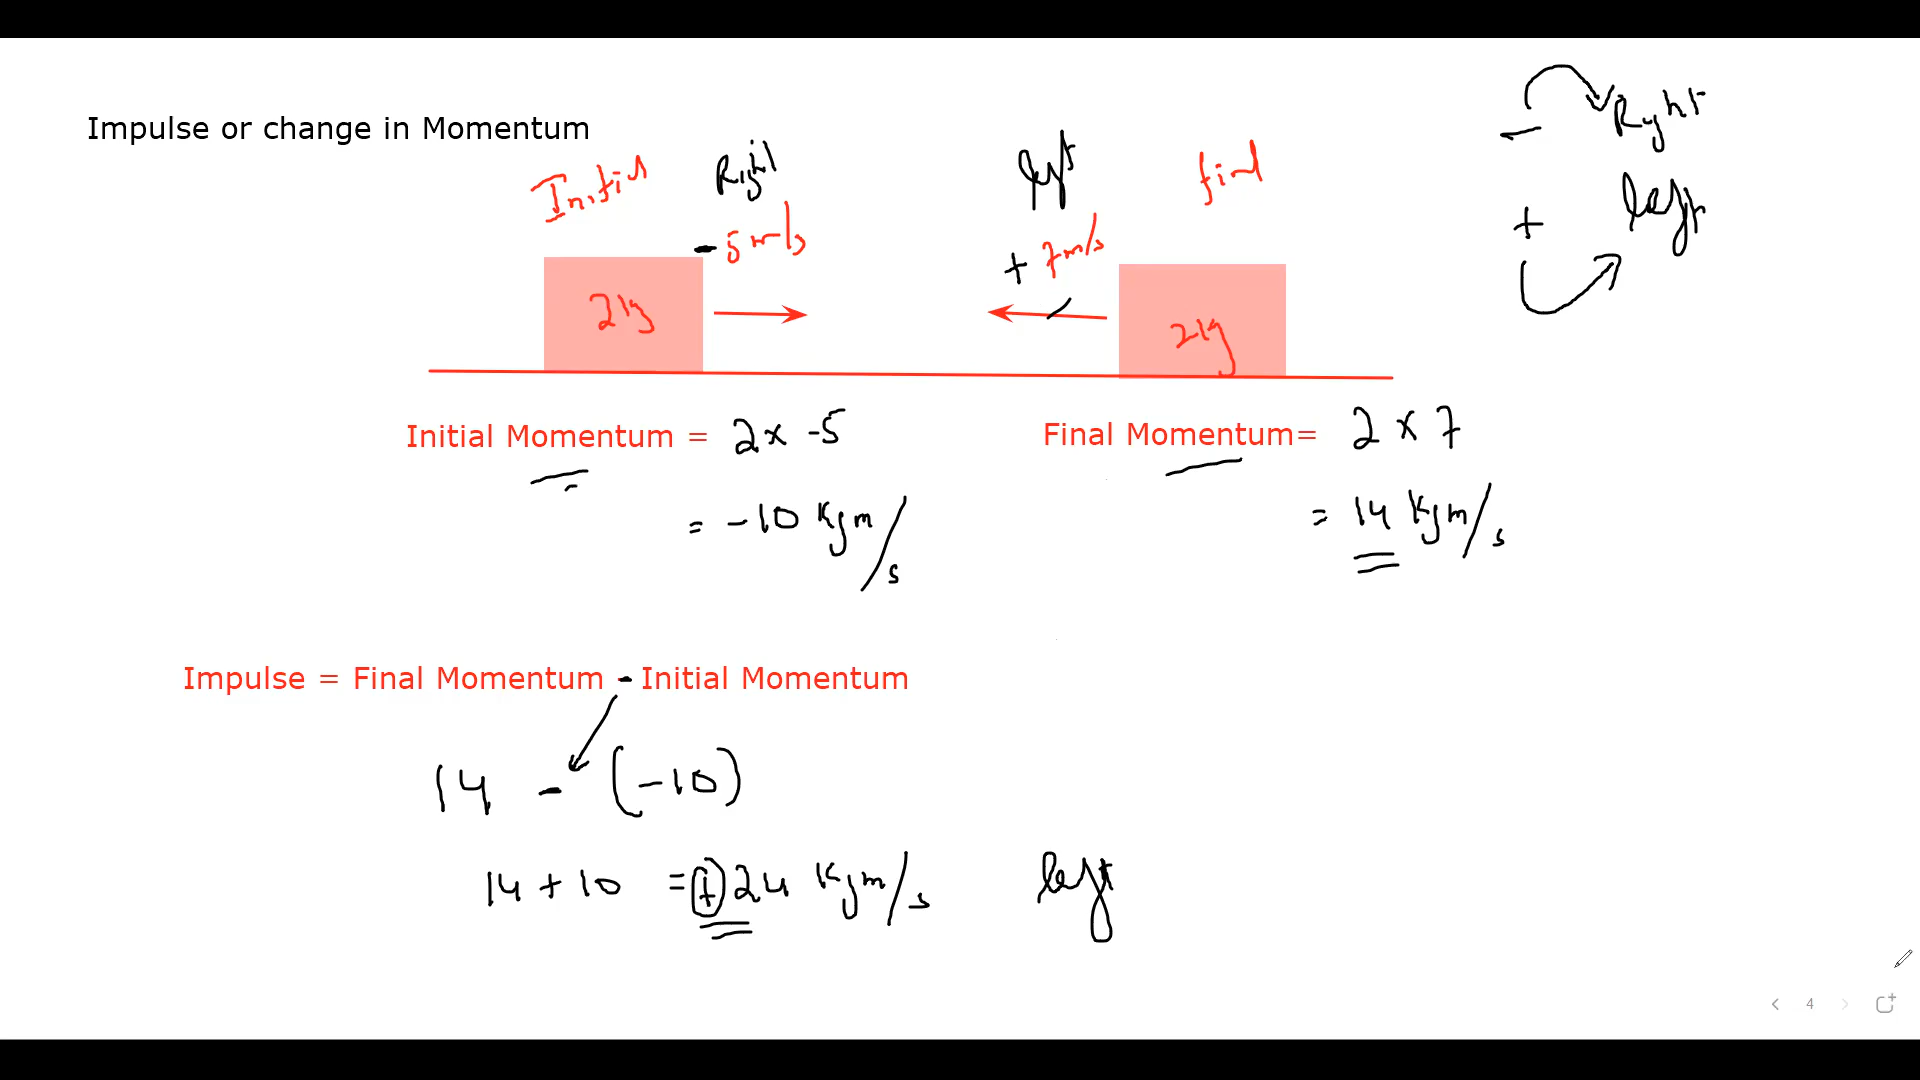 Impulse or change in Momentum
Initial Right left final
- Right
- 5 m/s + 7m/s
+ left
2kg 2kg
Initial Momentum = 2 x -5 Final Momentum= 2 x 7
= -10 Kgm/s = 14 Kgm/s
Impulse = Final Momentum - Initial Momentum
14 - (-10)
14 + 10 = + 24 Kgm/s left
4